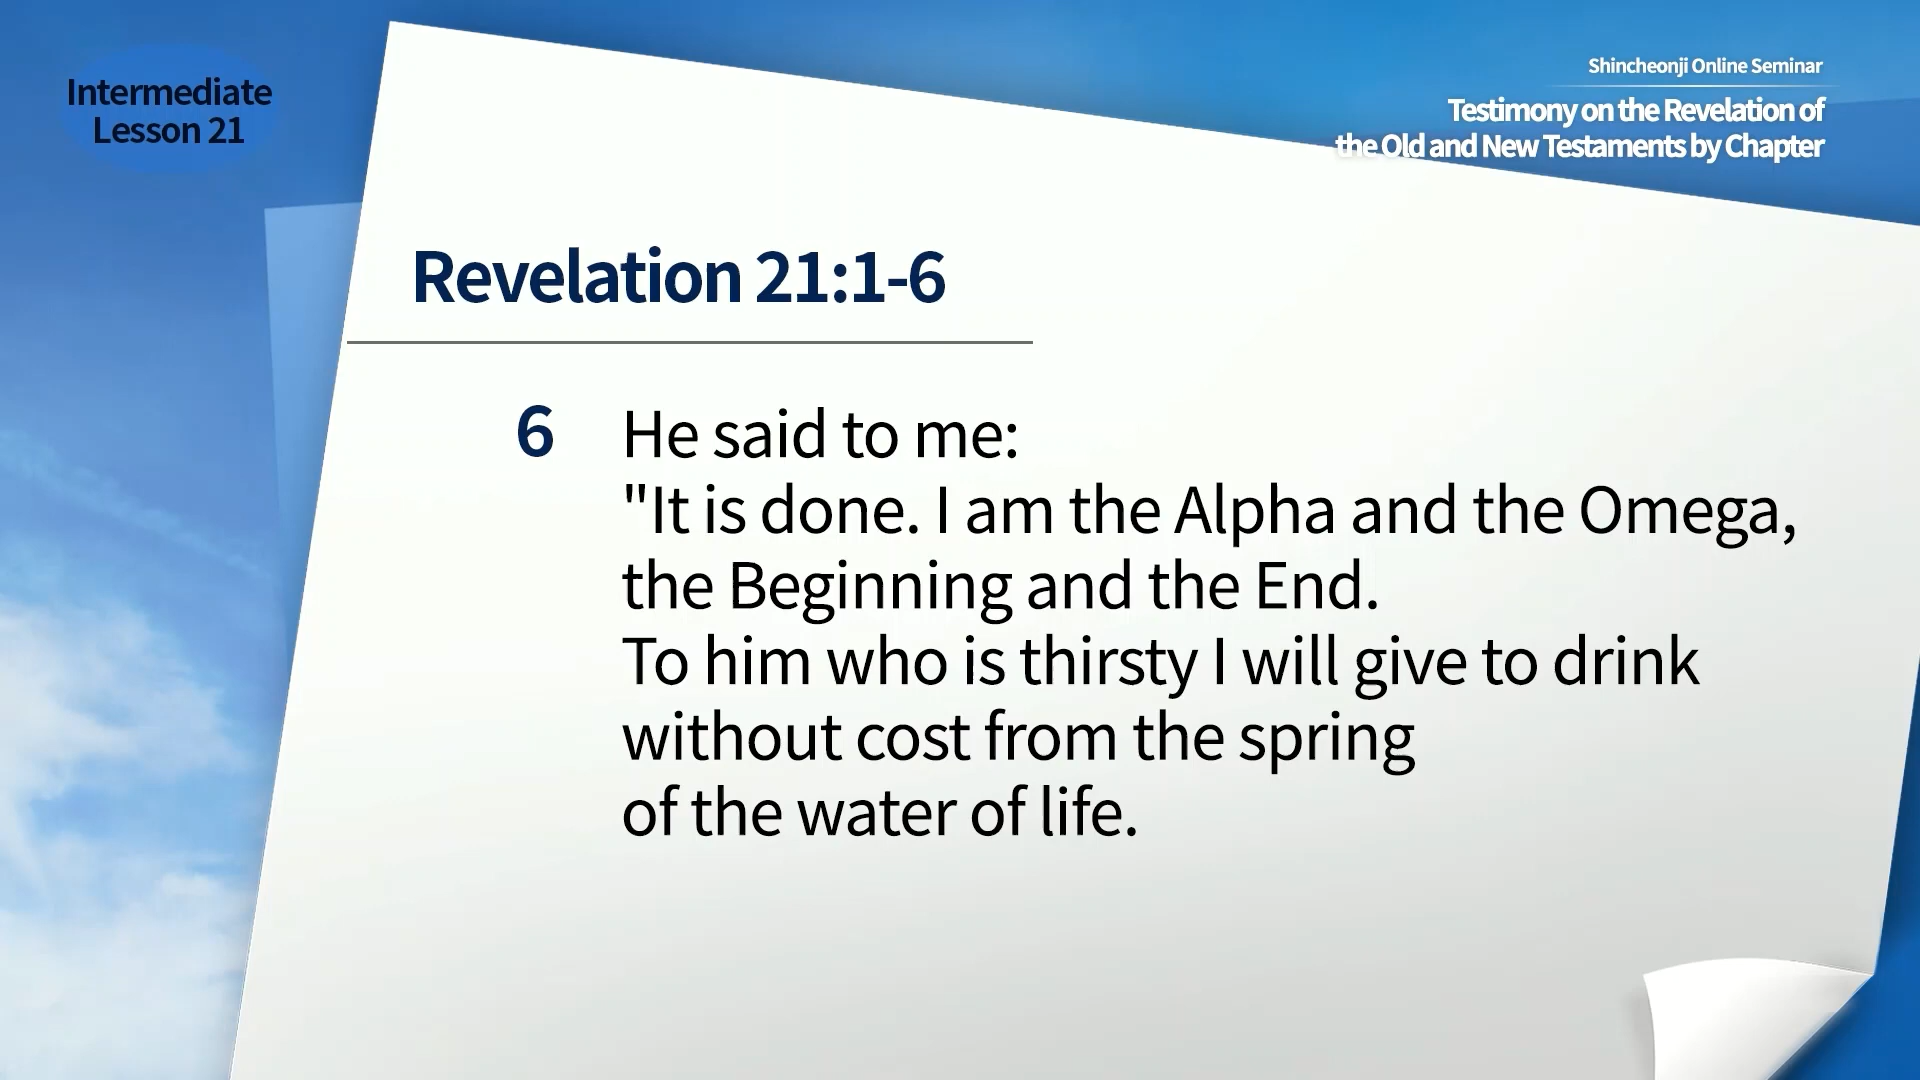 Intermediate
Lesson 21
Shincheonji Online Seminar
Testimony on the Revelation of
the Old and New Testaments by Chapter
Revelation 21:1-6
6 He said to me:
"It is done. I am the Alpha and the Omega,
the Beginning and the End.
To him who is thirsty I will give to drink
without cost from the spring
of the water of life.